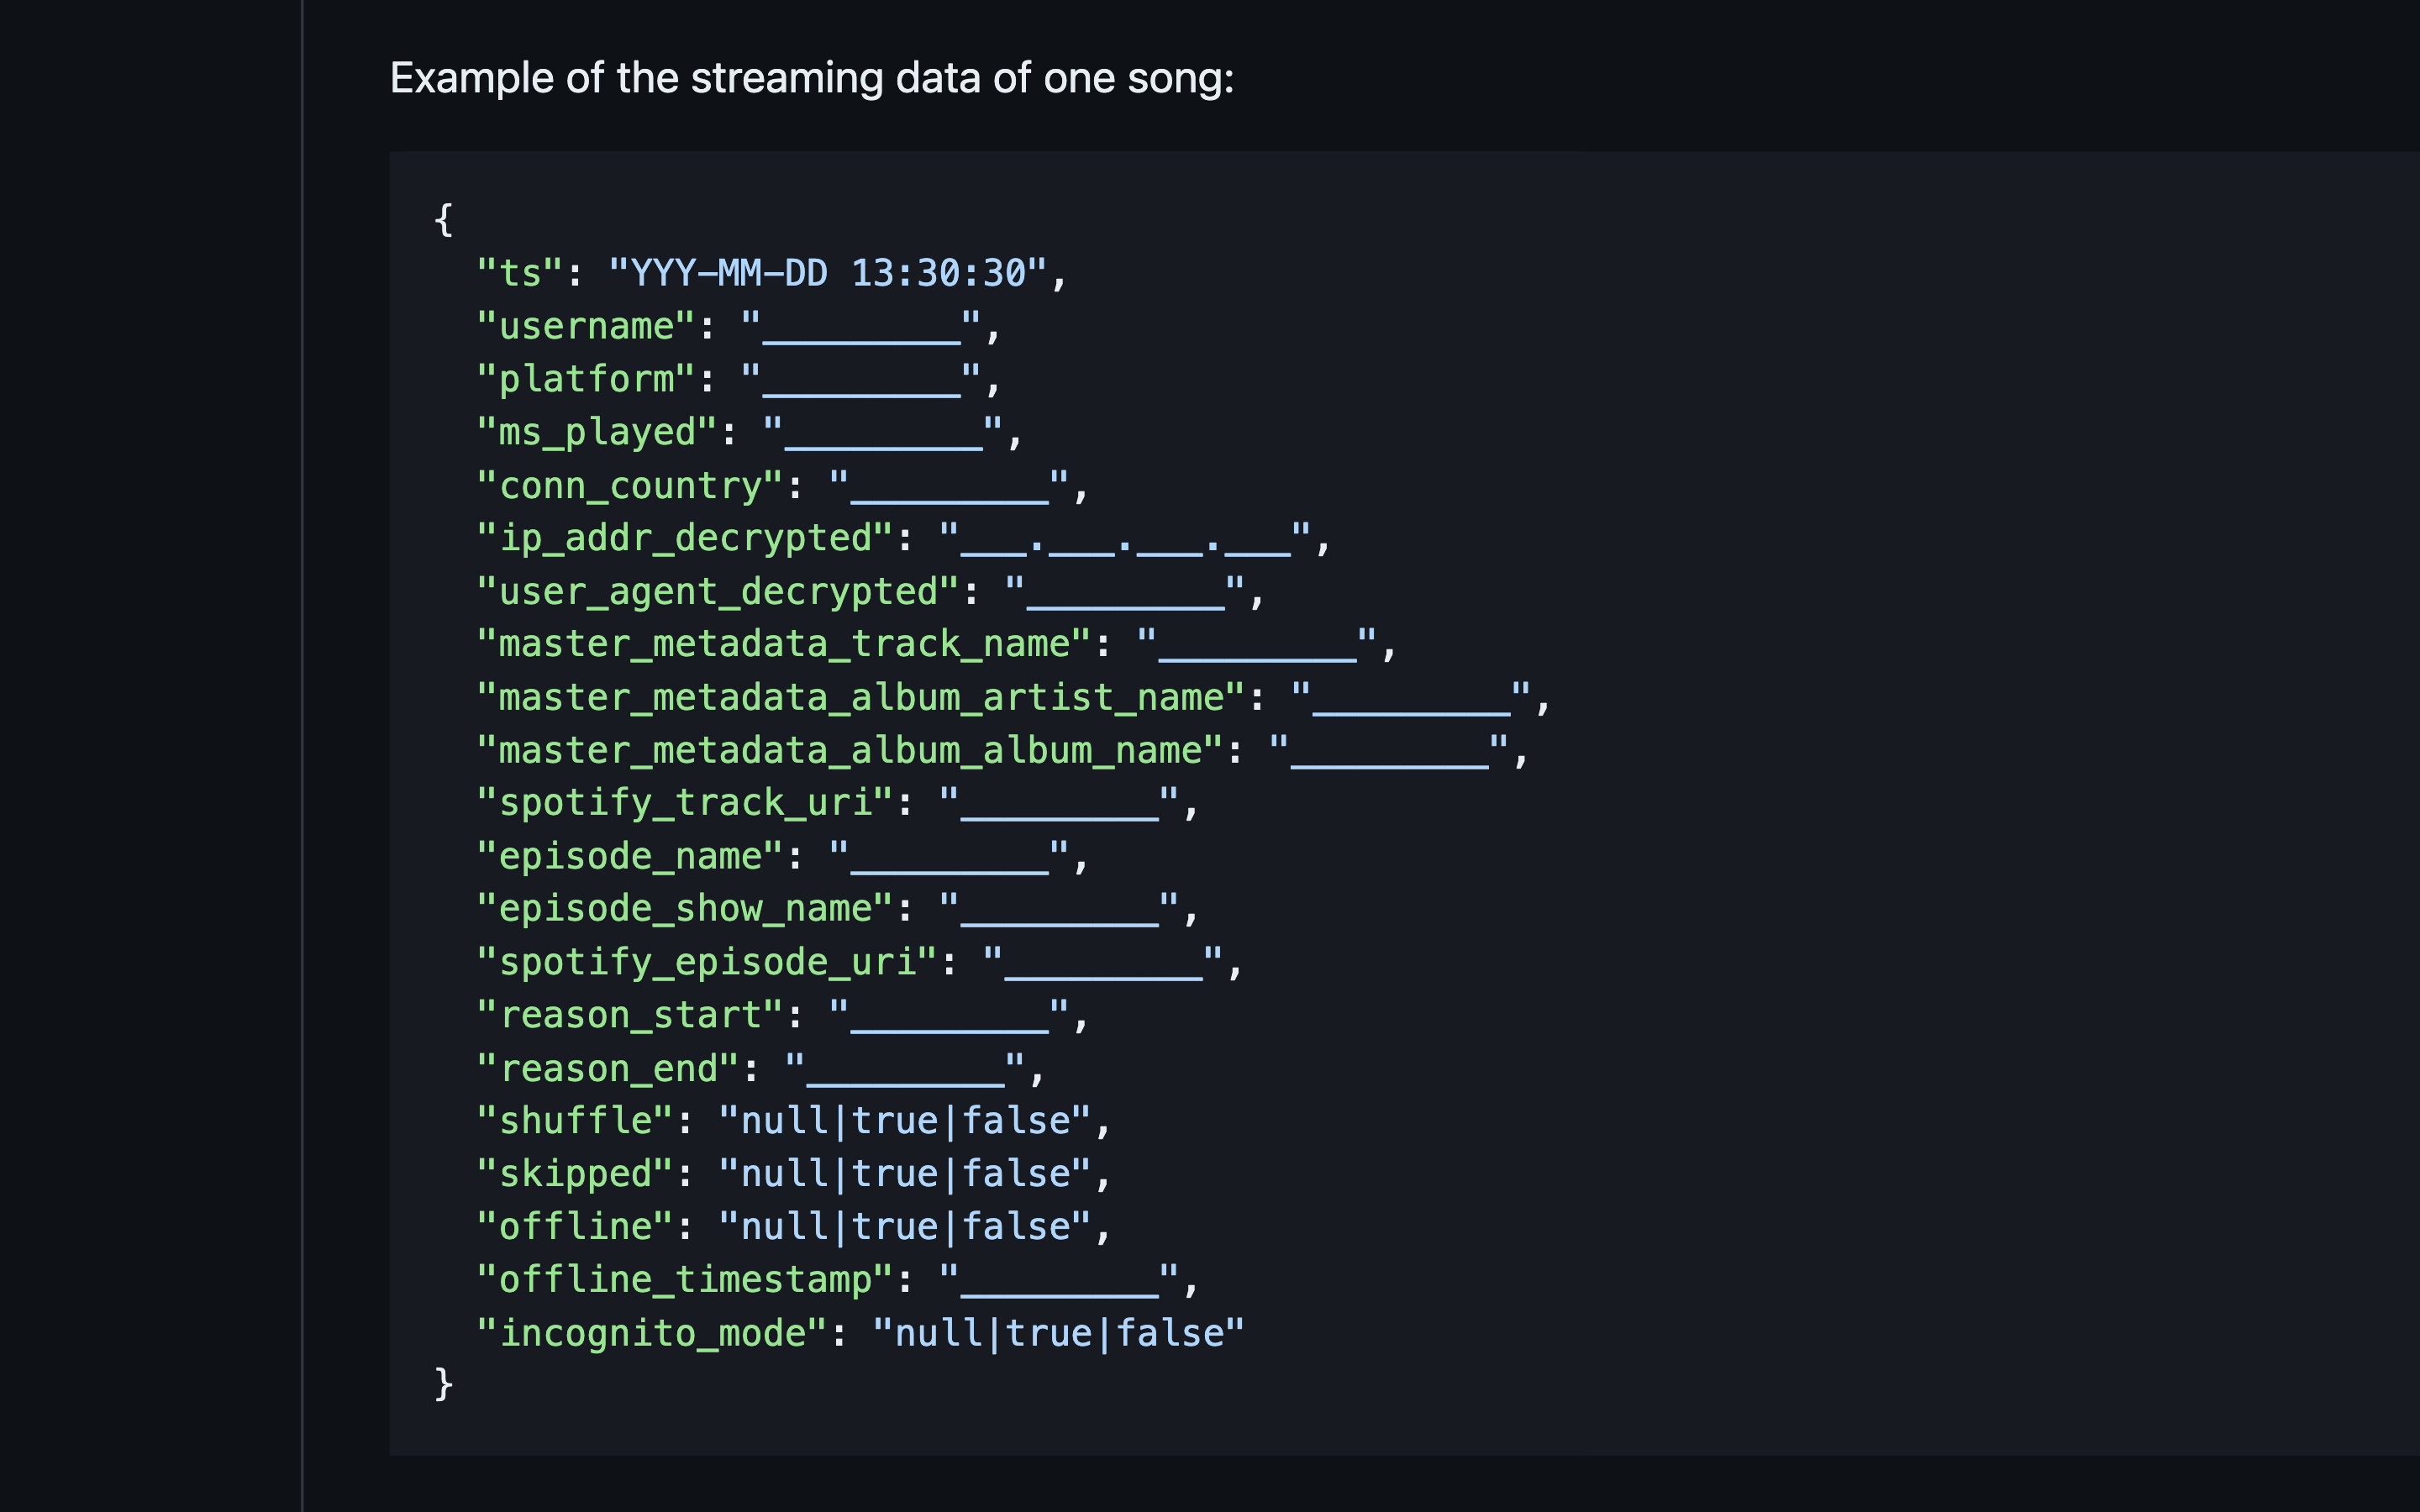 Example of the streaming data of one song:
{
  "ts": "YYY-MM-DD 13:30:30",
  "username": "_________",
  "platform": "_________",
  "ms_played": "_________",
  "conn_country": "_________",
  "ip_addr_decrypted": "___.___.___.___",
  "user_agent_decrypted": "_________",
  "master_metadata_track_name": "_________",
  "master_metadata_album_artist_name": "_________",
  "master_metadata_album_album_name": "_________",
  "spotify_track_uri": "_________",
  "episode_name": "_________",
  "episode_show_name": "_________",
  "spotify_episode_uri": "_________",
  "reason_start": "_________",
  "reason_end": "_________",
  "shuffle": "null|true|false",
  "skipped": "null|true|false",
  "offline": "null|true|false",
  "offline_timestamp": "_________",
  "incognito_mode": "null|true|false"
}